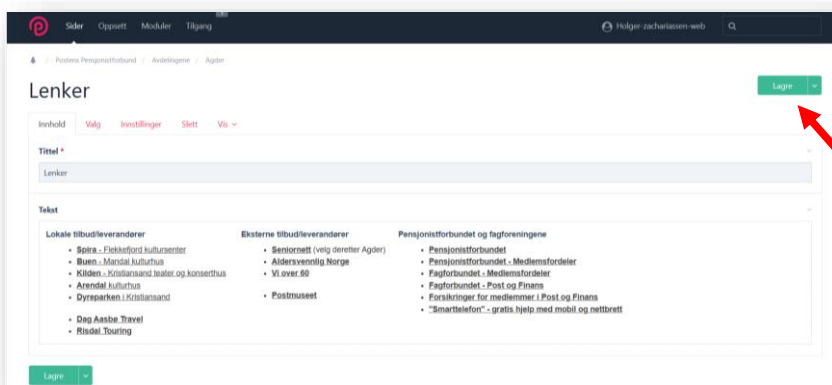 Sider Oppsett Moduler Tilgang Holger-zachariassen-web
/ Postens Pensjonistforbund / Avdelingene / Agder
Lenker
Lagre
Innhold Valg Innstillinger Slett Vis
Tittel *
Lenker
Tekst
Lokale tilbud/leverandører
Spira - Flekkefjord kultursenter
Buen - Mandal kulturhus
Kilden - Kristiansand teater og konserthus
Arendal kulturhus
Dyreparken i Kristiansand
Dag Aasbø Travel
Risdal Touring
Eksterne tilbud/leverandører
Seniornett (velg deretter Agder)
Aldersvennlig Norge
Vi over 60
Postmuseet
Pensjonistforbundet og fagforeningene
Pensjonistforbundet
Pensjonistforbundet - Medlemsfordeler
Fagforbundet - Medlemsfordeler
Fagforbundet - Post og Finans
Forsikringer for medlemmer i Post og Finans
"Smarttelefon" - gratis hjelp med mobil og nettbrett
Lagre